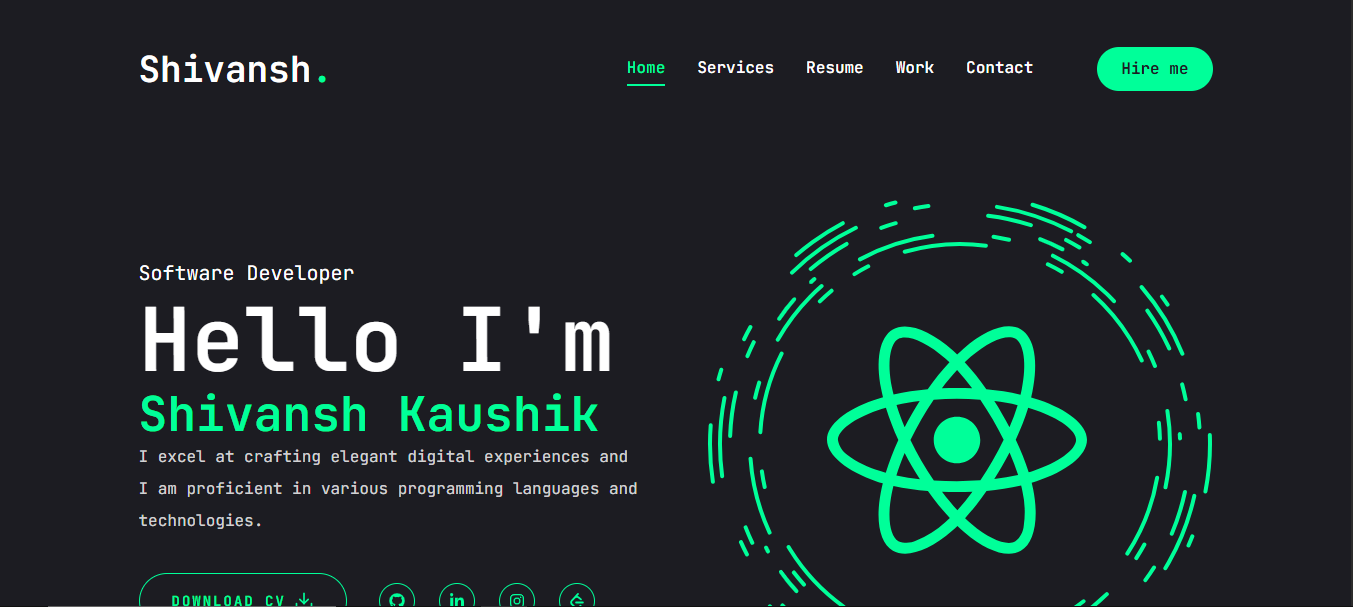 Shivansh.
Home Services Resume Work Contact Hire me
Software Developer
Hello I'm
Shivansh Kaushik
I excel at crafting elegant digital experiences and
I am proficient in various programming languages and
technologies.
DOWNLOAD CV
in